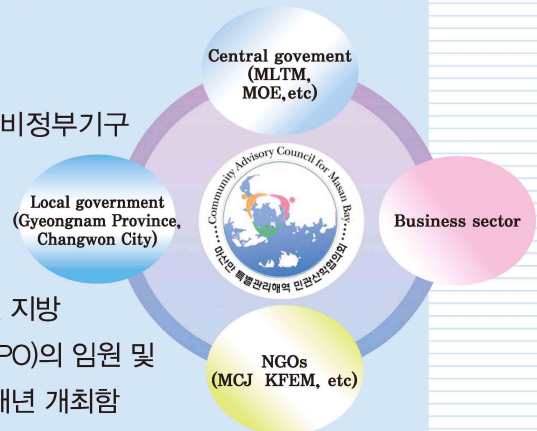 Central govement
(MLTM,
MOE,etc)
비정부기구
Local government
(Gyeongnam Province,
Changwon City)
Community Advisory Council for Masan Bay
마산만 특별관리해역 민관산학협의회
Business sector
지방
PO)의 임원 및
매년 개최함
NGOs
(MCJ KFEM, etc)